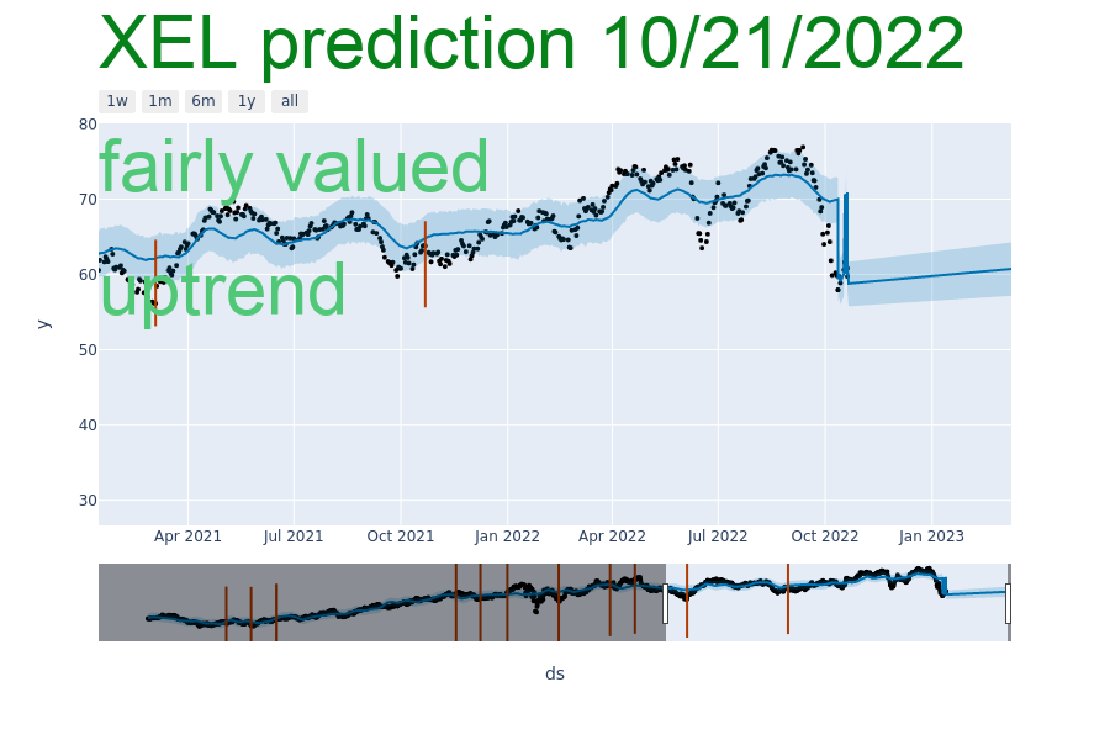 XEL prediction 10/21/2022
1w 1m 6m 1y all
80
fairly valued
70
60
uptrend
y
50
40
30
Apr 2021 Jul 2021 Oct 2021 Jan 2022 Apr 2022 Jul 2022 Oct 2022 Jan 2023
ds